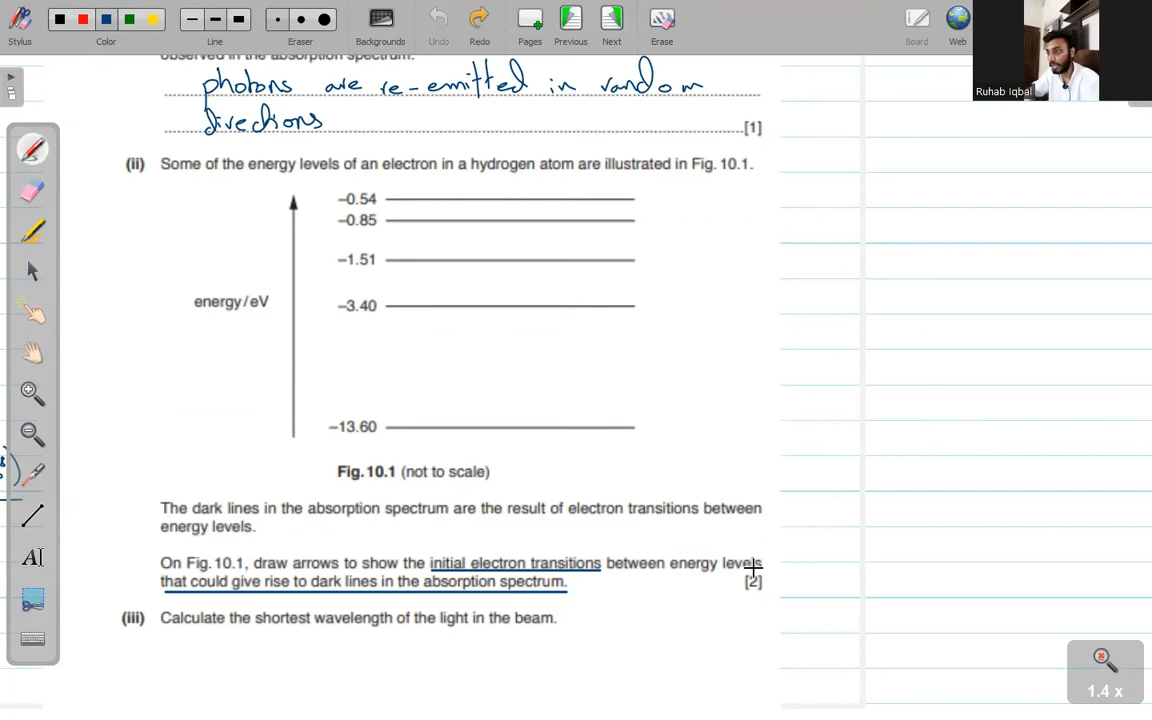 Stylus
Color
Line
Eraser
Backgrounds
Undo
Redo
Pages
Previous
Next
Erase
Board
Web
Ruhab Iqbal
observed in the absorption spectrum.
photons are re-emitted in random
directions
[1]
(ii) Some of the energy levels of an electron in a hydrogen atom are illustrated in Fig. 10.1.
–0.54
–0.85
–1.51
–3.40
energy / eV
–13.60
Fig. 10.1 (not to scale)
The dark lines in the absorption spectrum are the result of electron transitions between
energy levels.
On Fig. 10.1, draw arrows to show the initial electron transitions between energy levels
that could give rise to dark lines in the absorption spectrum. [2]
(iii) Calculate the shortest wavelength of the light in the beam.
1.4 x